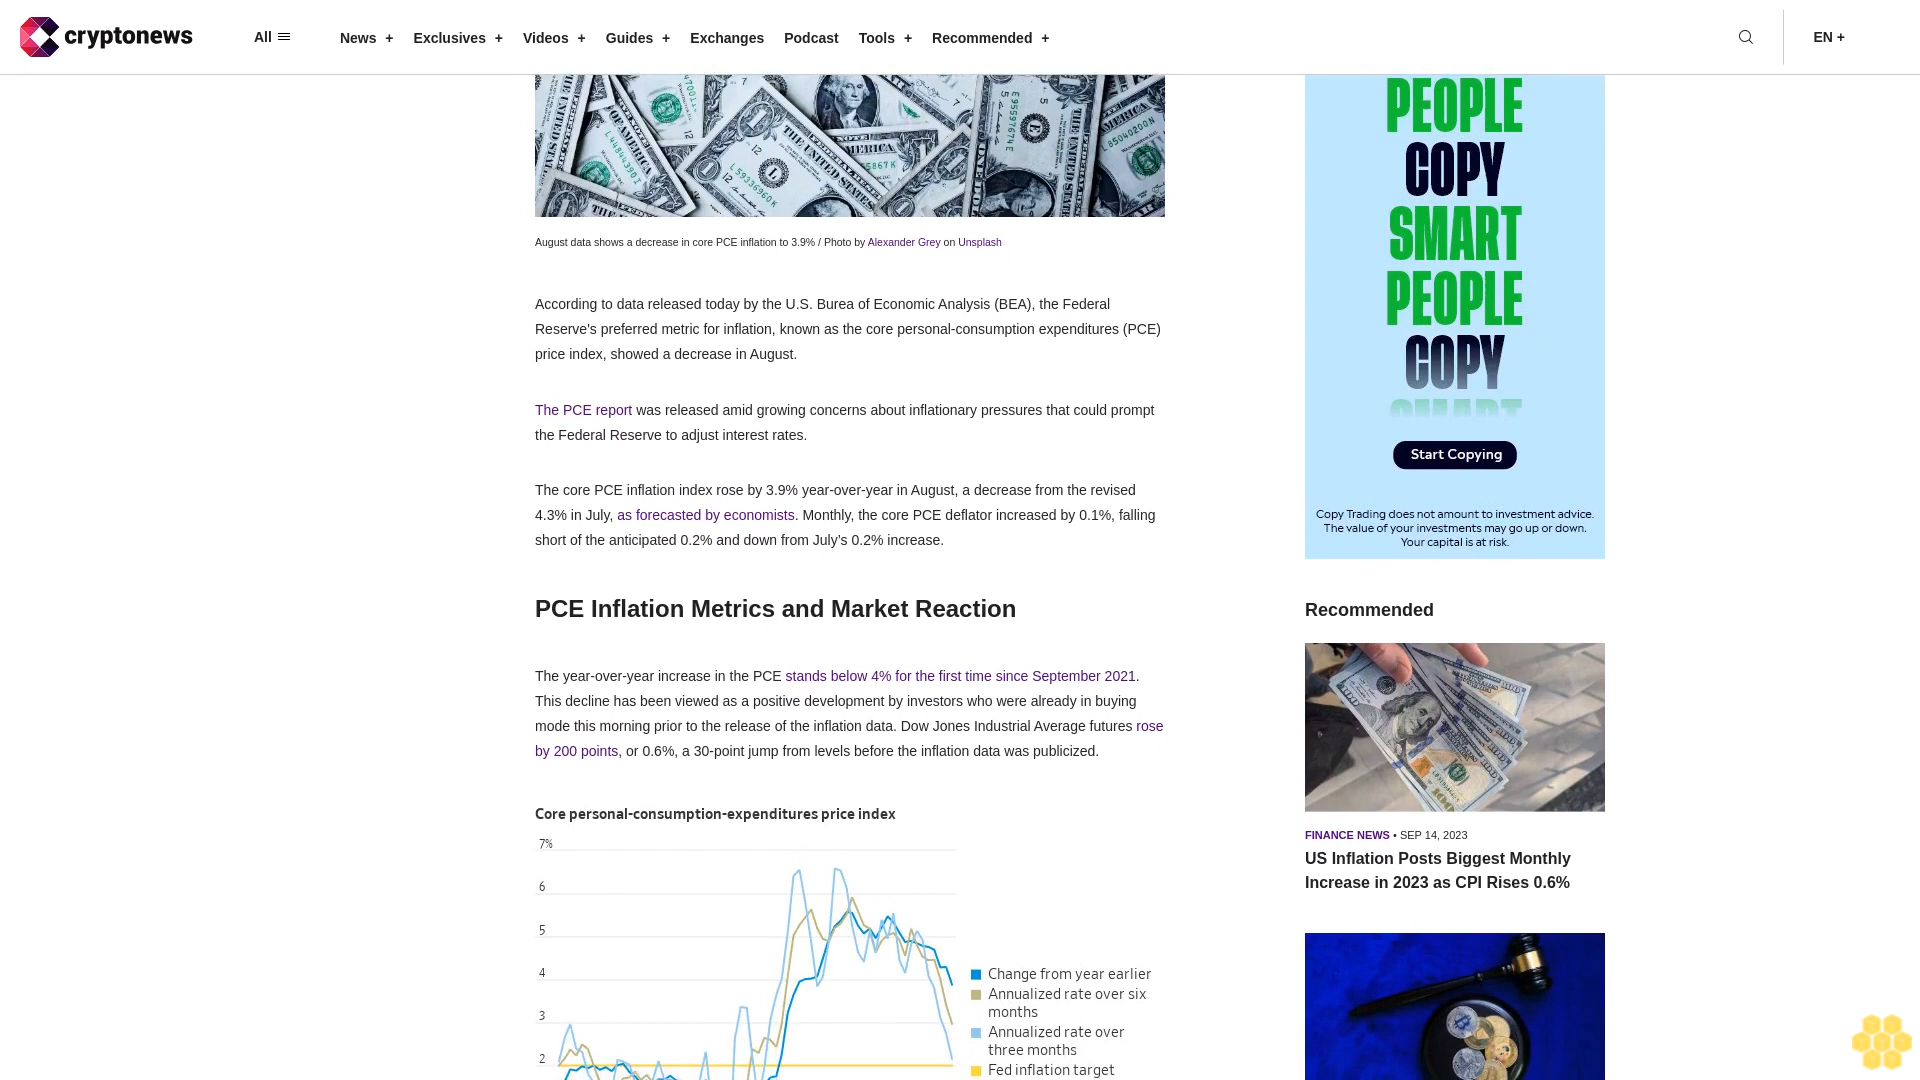 cryptonews
All
News + Exclusives + Videos + Guides + Exchanges Podcast Tools + Recommended +
EN +
August data shows a decrease in core PCE inflation to 3.9% / Photo by Alexander Grey on Unsplash
According to data released today by the U.S. Burea of Economic Analysis (BEA), the Federal
Reserve's preferred metric for inflation, known as the core personal-consumption expenditures (PCE)
price index, showed a decrease in August.
The PCE report was released amid growing concerns about inflationary pressures that could prompt
the Federal Reserve to adjust interest rates.
The core PCE inflation index rose by 3.9% year-over-year in August, a decrease from the revised
4.3% in July, as forecasted by economists. Monthly, the core PCE deflator increased by 0.1%, falling
short of the anticipated 0.2% and down from July’s 0.2% increase.
PCE Inflation Metrics and Market Reaction
The year-over-year increase in the PCE stands below 4% for the first time since September 2021.
This decline has been viewed as a positive development by investors who were already in buying
mode this morning prior to the release of the inflation data. Dow Jones Industrial Average futures rose
by 200 points, or 0.6%, a 30-point jump from levels before the inflation data was publicized.
Core personal-consumption-expenditures price index
7%
6
5
4
3
2
Change from year earlier
Annualized rate over six
months
Annualized rate over
three months
Fed inflation target
PEOPLE
COPY
SMART
PEOPLE
COPY
SMART
Start Copying
Copy Trading does not amount to investment advice.
The value of your investments may go up or down.
Your capital is at risk.
Recommended
FINANCE NEWS • SEP 14, 2023
US Inflation Posts Biggest Monthly
Increase in 2023 as CPI Rises 0.6%